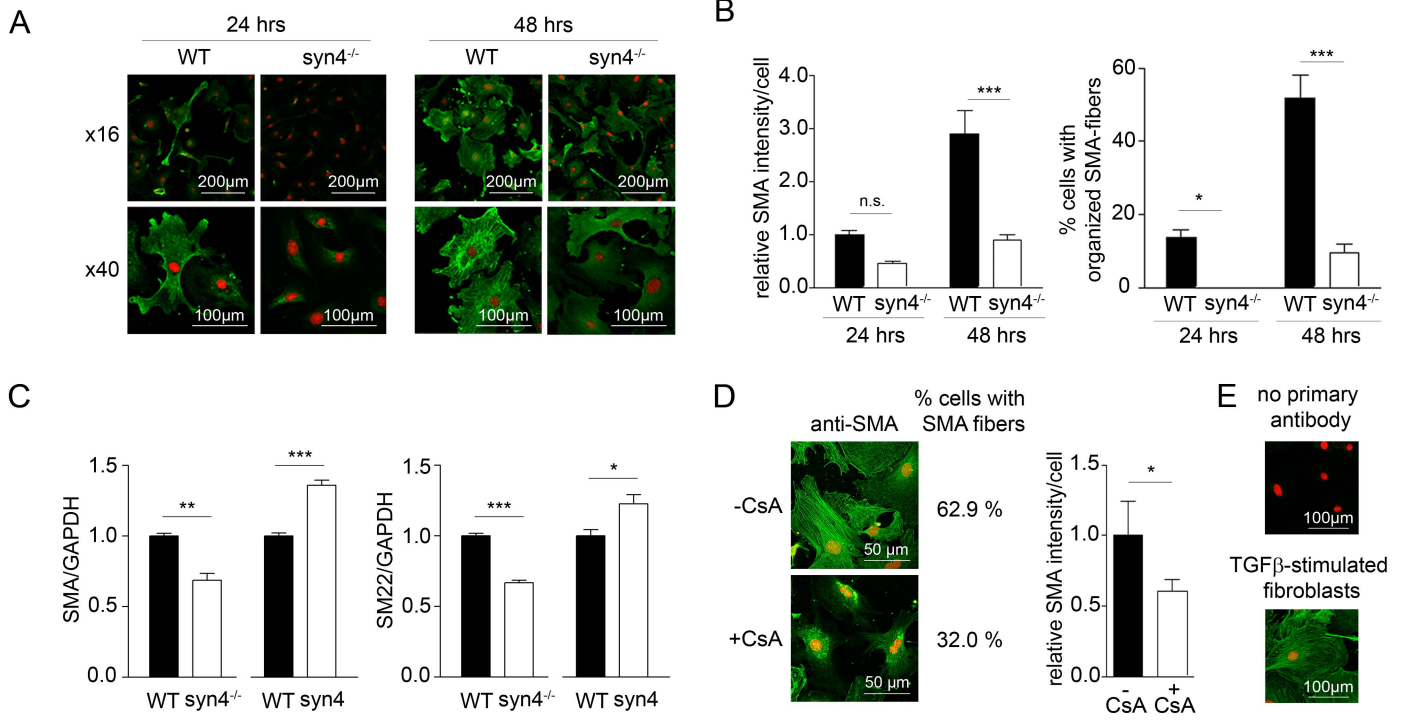 A
24 hrs
48 hrs
WT
syn4-/-
WT
syn4-/-
x16
200µm
200µm
200µm
200µm
x40
100µm
100µm
100µm
100µm
B
relative SMA intensity/cell
4.0
3.0
2.0
1.0
0.0
n.s.
***
WT syn4-/-
WT syn4-/-
24 hrs
48 hrs
% cells with
organized SMA-fibers
60
40
20
0
*
***
WT syn4-/-
WT syn4-/-
24 hrs
48 hrs
C
SMA/GAPDH
1.5
1.0
0.5
0.0
**
***
WT syn4-/-
WT syn4
SM22/GAPDH
1.5
1.0
0.5
0.0
***
*
WT syn4-/-
WT syn4
D
anti-SMA
% cells with
SMA fibers
-CsA
50 µm
62.9 %
+CsA
50 µm
32.0 %
relative SMA intensity/cell
1.5
1.0
0.5
0.0
*
- +
CsA CsA
E
no primary
antibody
100µm
TGFβ-stimulated
fibroblasts
100µm